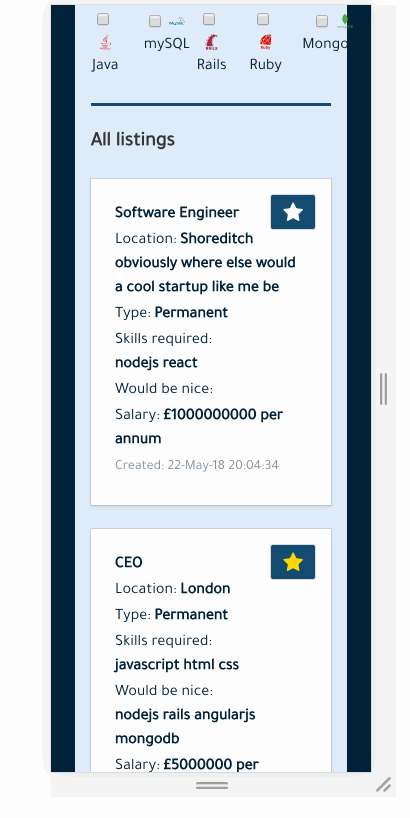 Java
mySQL
Rails
Ruby
Mongo
All listings
Software Engineer
Location: Shoreditch
obviously where else would
a cool startup like me be
Type: Permanent
Skills required:
nodejs react
Would be nice:
Salary: £1000000000 per
annum
Created: 22-May-18 20:04:34
CEO
Location: London
Type: Permanent
Skills required:
javascript html css
Would be nice:
nodejs rails angularjs
mongodb
Salary: £5000000 per